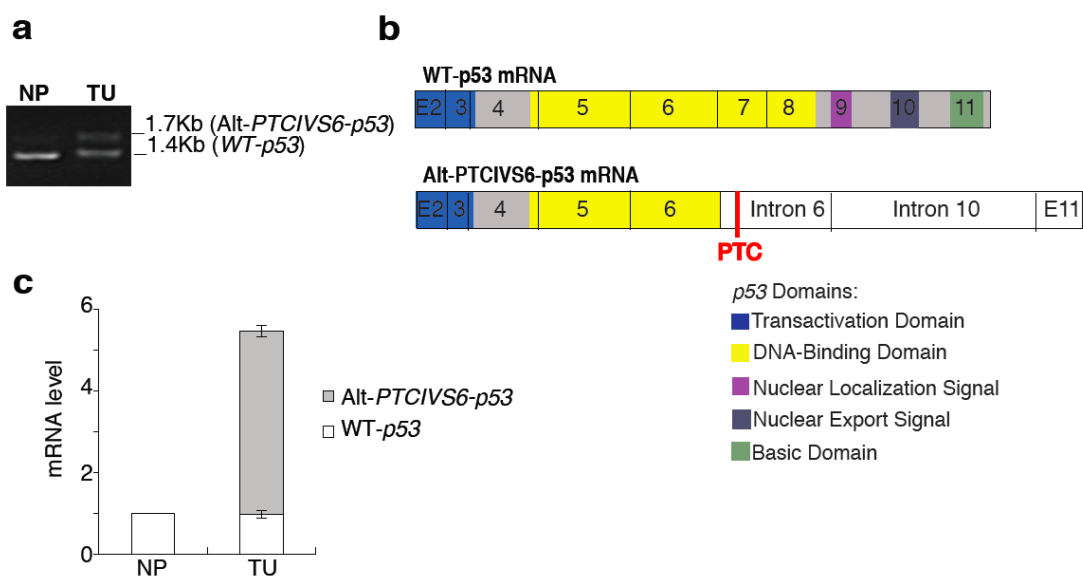 a
NP TU
1.7Kb (Alt-PTCIVS6-p53)
1.4Kb (WT-p53)
b
WT-p53 mRNA
E2 3 4 5 6 7 8 9 10 11
Alt-PTCIVS6-p53 mRNA
E2 3 4 5 6 Intron 6 Intron 10 E11
PTC
p53 Domains:
Transactivation Domain
DNA-Binding Domain
Nuclear Localization Signal
Nuclear Export Signal
Basic Domain
c
mRNA level
6
4
2
0
NP TU
Alt-PTCIVS6-p53
WT-p53